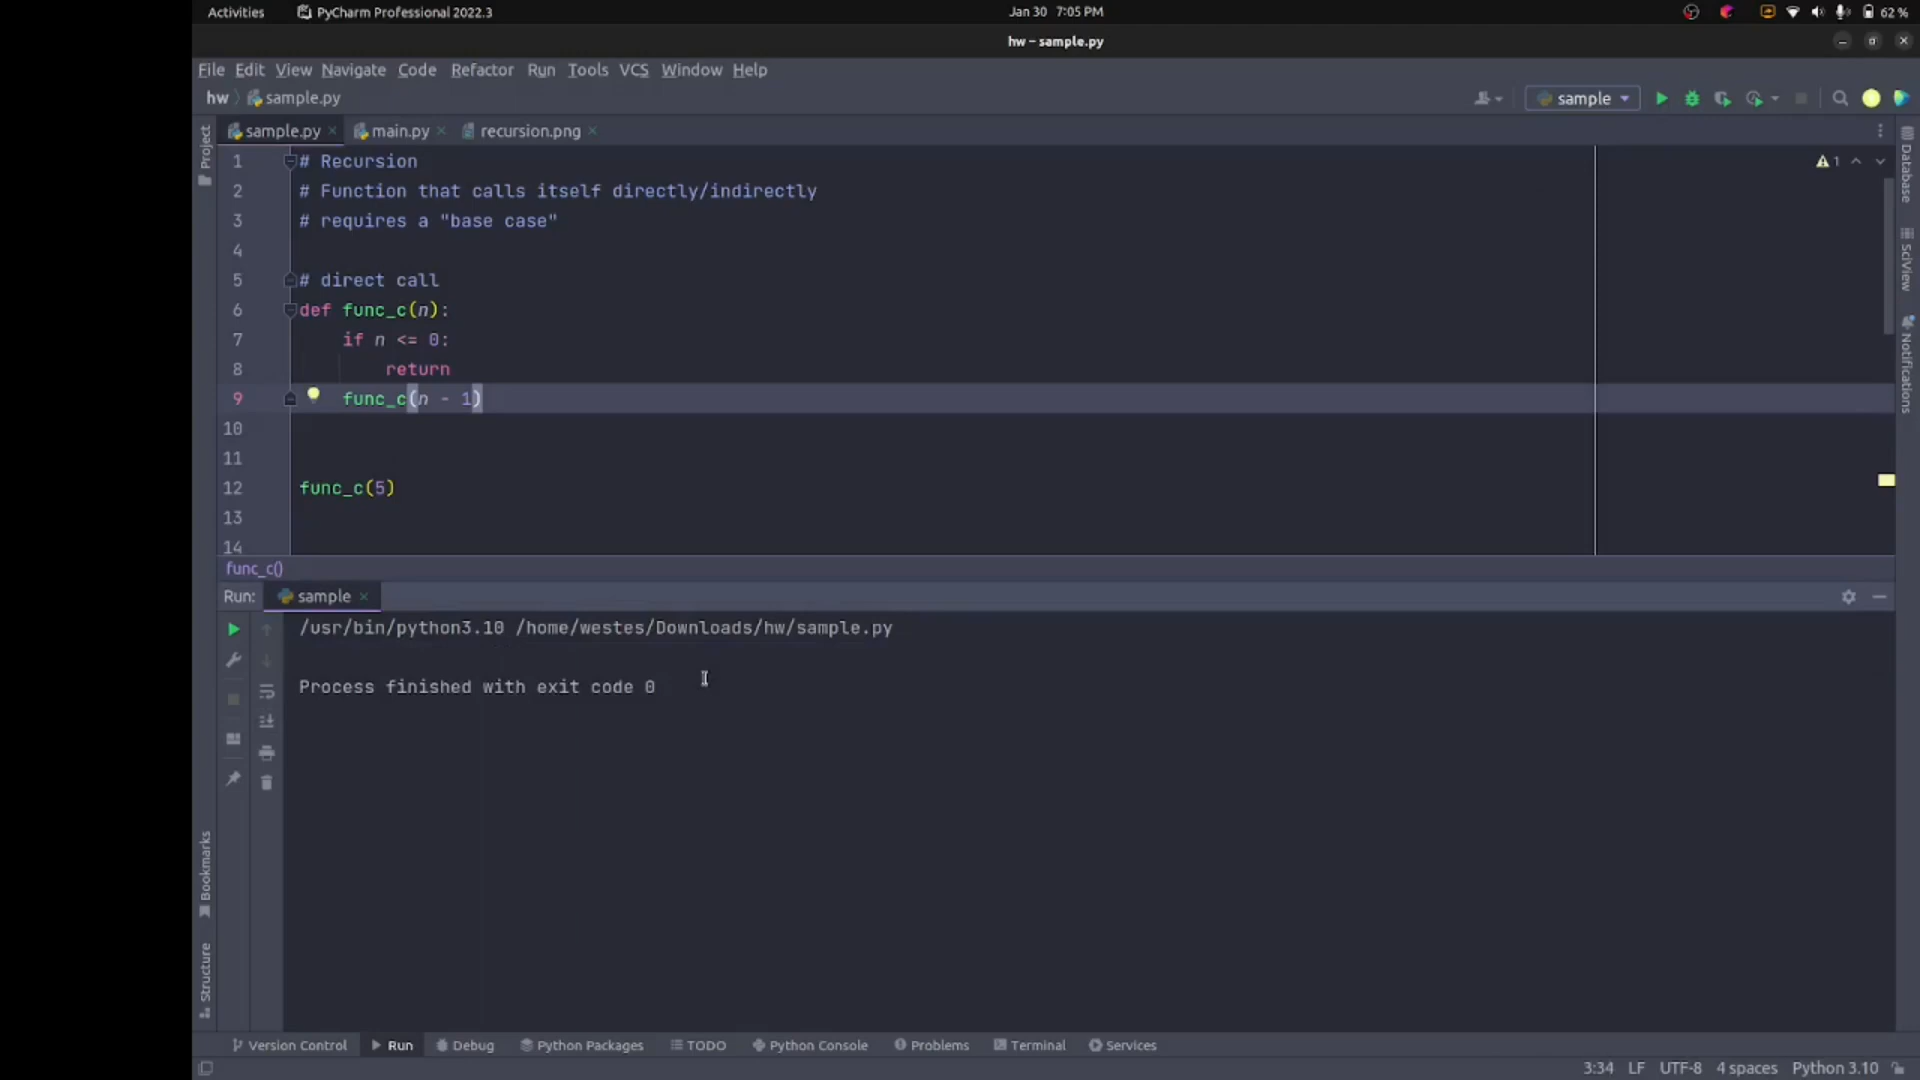 Activities PyCharm Professional 2022.3 Jan 30 7:05 PM 62 %
hw – sample.py
File Edit View Navigate Code Refactor Run Tools VCS Window Help
hw sample.py sample
sample.py main.py recursion.png
Project
Database
SciView
Notifications
1 # Recursion
1
2 # Function that calls itself directly/indirectly
3 # requires a "base case"
4
5 # direct call
6 def func_c(n):
7 if n <= 0:
8 return
9 func_c(n - 1)
10
11
12 func_c(5)
13
14
func_c()
Run: sample
/usr/bin/python3.10 /home/westes/Downloads/hw/sample.py
Process finished with exit code 0
Bookmarks
Structure
Version Control Run Debug Python Packages TODO Python Console Problems Terminal Services
3:34 LF UTF-8 4 spaces Python 3.10